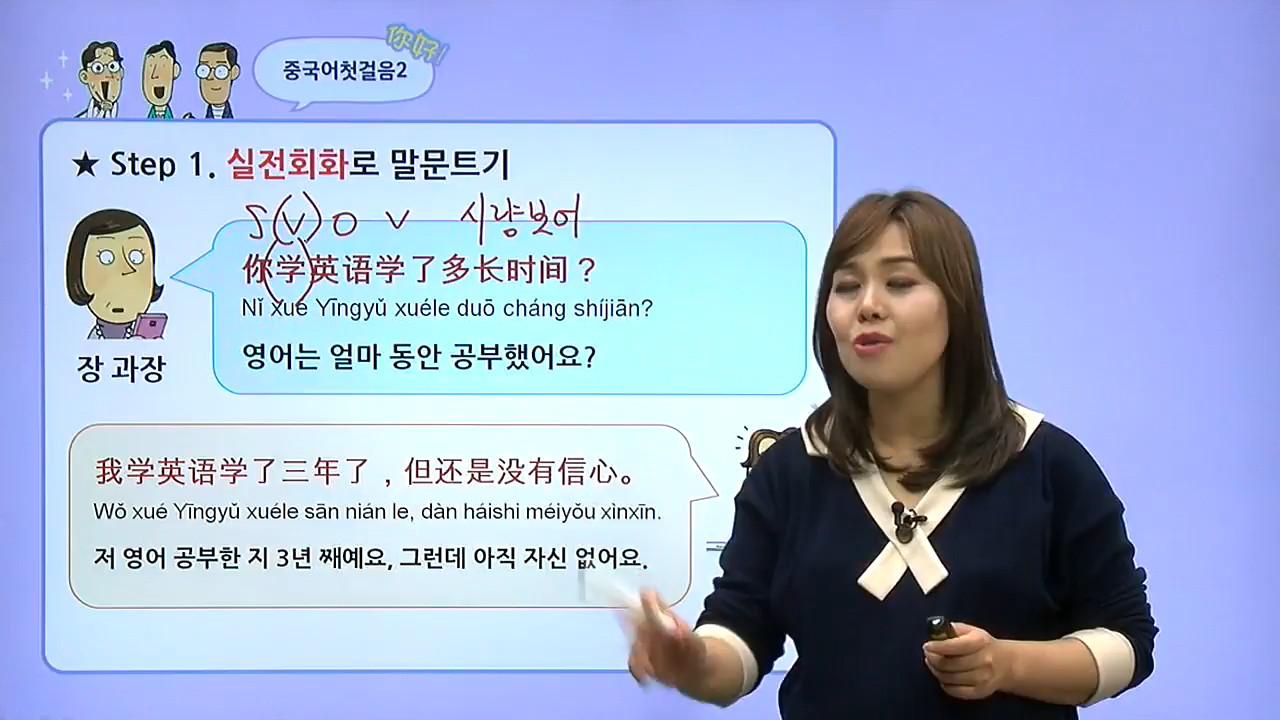 你好!
중국어첫걸음2
★ Step 1. 실전회화로 말문트기
S (V) O V 시량보어
你学英语学了多长时间？
Nǐ xué Yīngyǔ xuéle duō cháng shíjiān?
영어는 얼마 동안 공부했어요?
장 과장
我学英语学了三年了，但还是没有信心。
Wǒ xué Yīngyǔ xuéle sān nián le, dàn háishi méiyǒu xìnxīn.
저 영어 공부한 지 3년 째예요, 그런데 아직 자신 없어요.